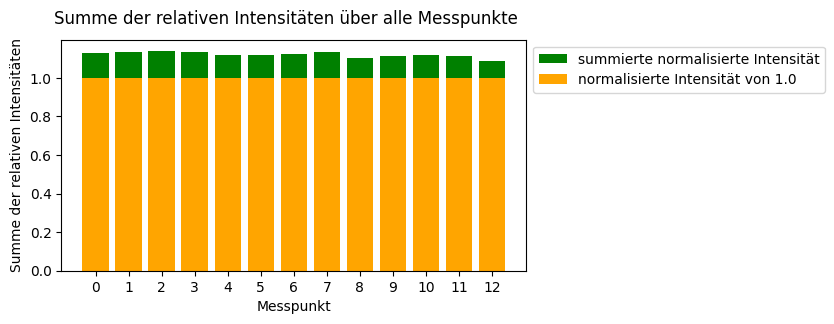 Summe der relativen Intensitäten über alle Messpunkte
Summe der relativen Intensitäten
1.0
0.8
0.6
0.4
0.2
0.0
0 1 2 3 4 5 6 7 8 9 10 11 12
Messpunkt
summierte normalisierte Intensität
normalisierte Intensität von 1.0